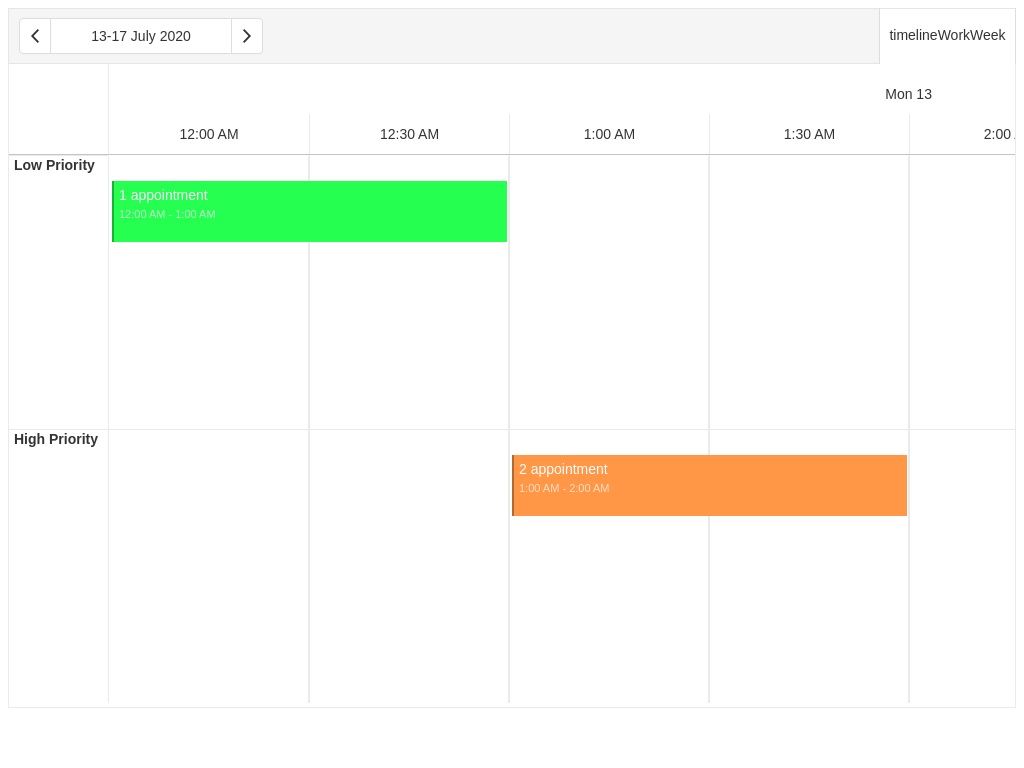 13-17 July 2020
timelineWorkWeek
Mon 13
12:00 AM
12:30 AM
1:00 AM
1:30 AM
2:00
Low Priority
1 appointment
12:00 AM - 1:00 AM
High Priority
2 appointment
1:00 AM - 2:00 AM